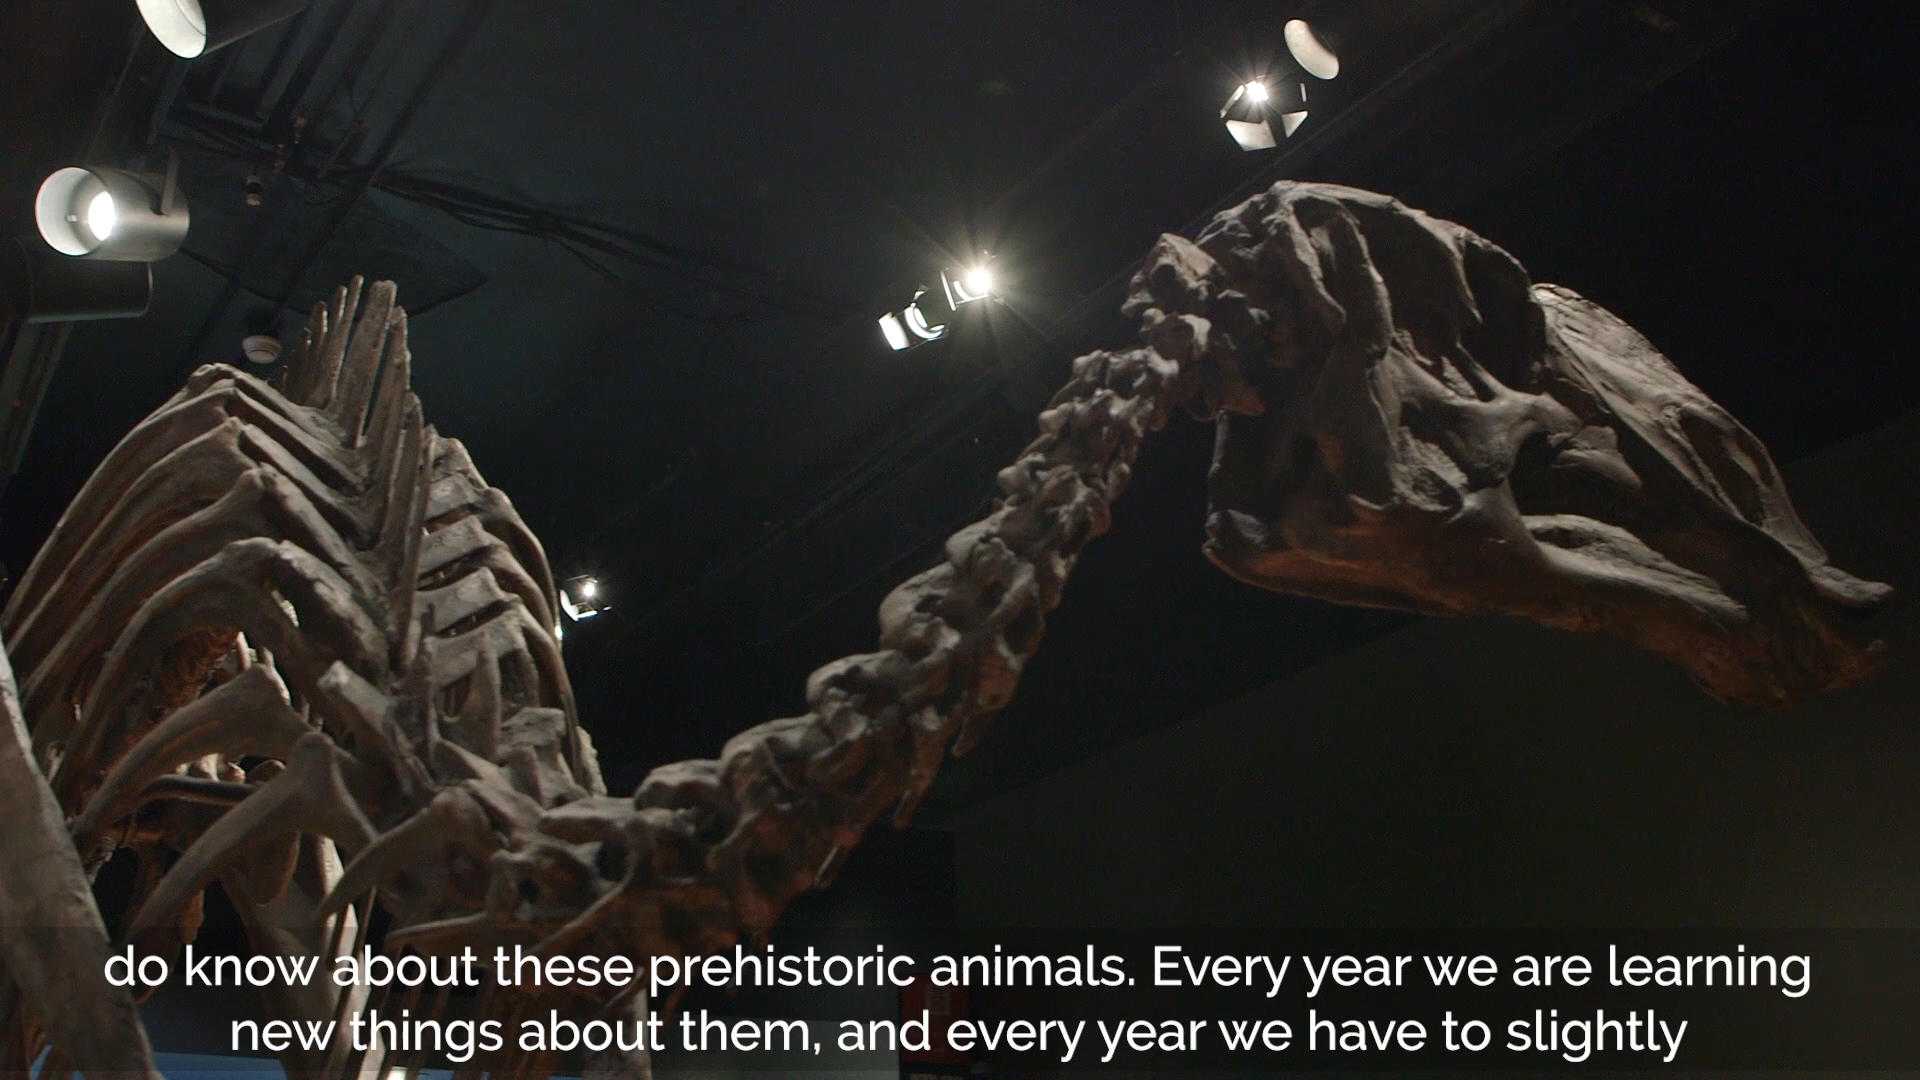 do know about these prehistoric animals. Every year we are learning
new things about them, and every year we have to slightly